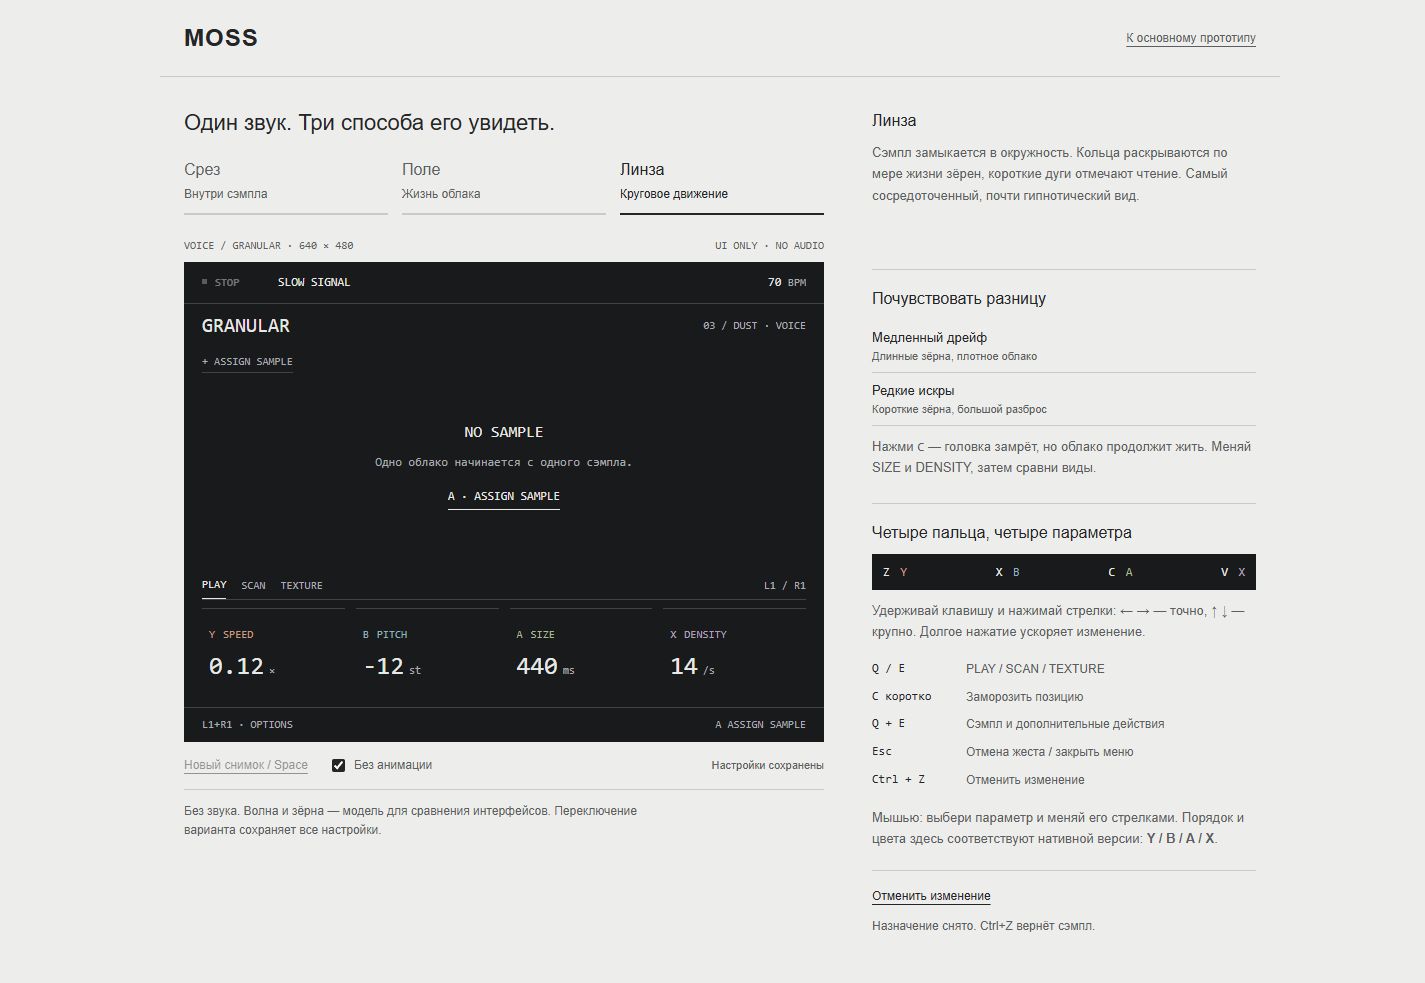 MOSS
К основному прототипу
Один звук. Три способа его увидеть.
Срез
Внутри сэмпла
Поле
Жизнь облака
Линза
Круговое движение
VOICE / GRANULAR · 640 × 480
UI ONLY · NO AUDIO
STOP
SLOW SIGNAL
70 BPM
GRANULAR
03 / DUST · VOICE
+ ASSIGN SAMPLE
NO SAMPLE
Одно облако начинается с одного сэмпла.
A · ASSIGN SAMPLE
PLAY SCAN TEXTURE
L1 / R1
Y SPEED
0.12 ×
B PITCH
-12 st
A SIZE
440 ms
X DENSITY
14 /s
L1+R1 · OPTIONS
A ASSIGN SAMPLE
Новый снимок / Space
Без анимации
Настройки сохранены
Без звука. Волна и зёрна — модель для сравнения интерфейсов. Переключение
варианта сохраняет все настройки.
Линза
Сэмпл замыкается в окружность. Кольца раскрываются по
мере жизни зёрен, короткие дуги отмечают чтение. Самый
сосредоточенный, почти гипнотический вид.
Почувствовать разницу
Медленный дрейф
Длинные зёрна, плотное облако
Редкие искры
Короткие зёрна, большой разброс
Нажми C — головка замрёт, но облако продолжит жить. Меняй
SIZE и DENSITY, затем сравни виды.
Четыре пальца, четыре параметра
Z Y X B C A V X
Удерживай клавишу и нажимай стрелки: ← → — точно, ↑ ↓ —
крупно. Долгое нажатие ускоряет изменение.
Q / E PLAY / SCAN / TEXTURE
C коротко Заморозить позицию
Q + E Сэмпл и дополнительные действия
Esc Отмена жеста / закрыть меню
Ctrl + Z Отменить изменение
Мышью: выбери параметр и меняй его стрелками. Порядок и
цвета здесь соответствуют нативной версии: Y / B / A / X.
Отменить изменение
Назначение снято. Ctrl+Z вернёт сэмпл.